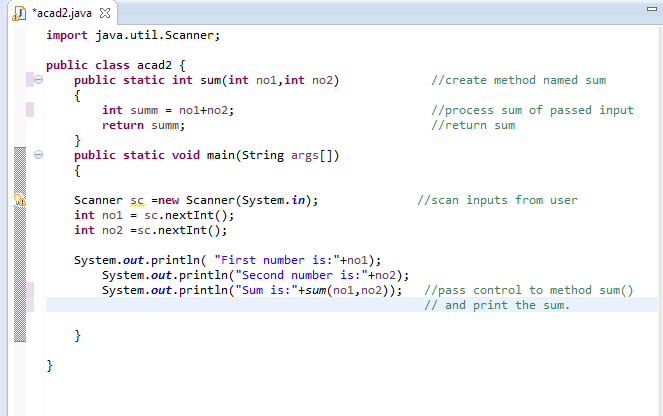 *acad2.java
import java.util.Scanner;
public class acad2 {
public static int sum(int no1,int no2) //create method named sum
{
int summ = no1+no2; //process sum of passed input
return summ; //return sum
}
public static void main(String args[])
{
Scanner sc =new Scanner(System.in); //scan inputs from user
int no1 = sc.nextInt();
int no2 =sc.nextInt();
System.out.println( "First number is:"+no1);
System.out.println("Second number is:"+no2);
System.out.println("Sum is:"+sum(no1,no2)); //pass control to method sum()
// and print the sum.
}
}